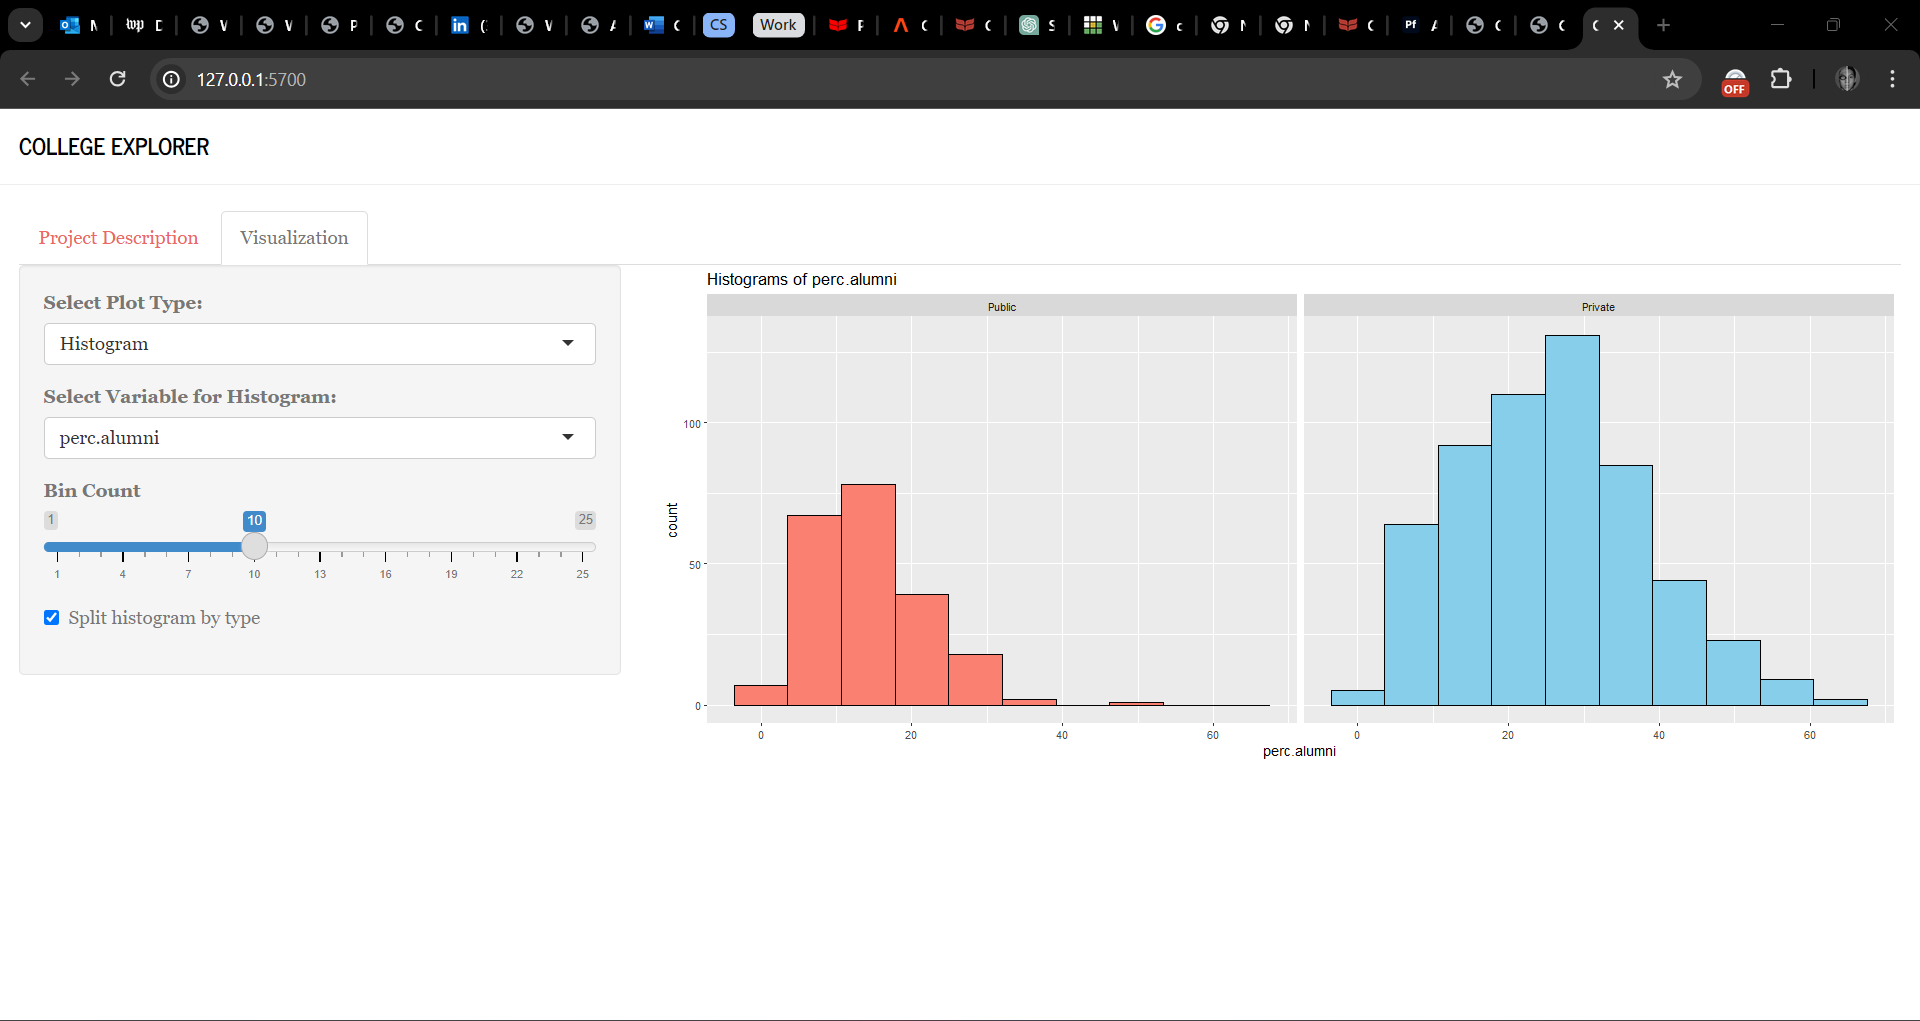 CS
Work
127.0.0.1:5700
OFF
COLLEGE EXPLORER
Project Description
Visualization
Select Plot Type:
Histogram
Select Variable for Histogram:
perc.alumni
Bin Count
1
10
25
1 4 7 10 13 16 19 22 25
Split histogram by type
Histograms of perc.alumni
Public
Private
count
100
50
0
0 20 40 60
0 20 40 60
perc.alumni